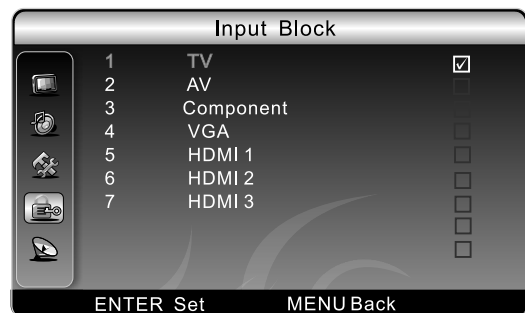 Input Block
1 TV
2 AV
3 Component
4 VGA
5 HDMI 1
6 HDMI 2
7 HDMI 3
ENTER Set MENU Back